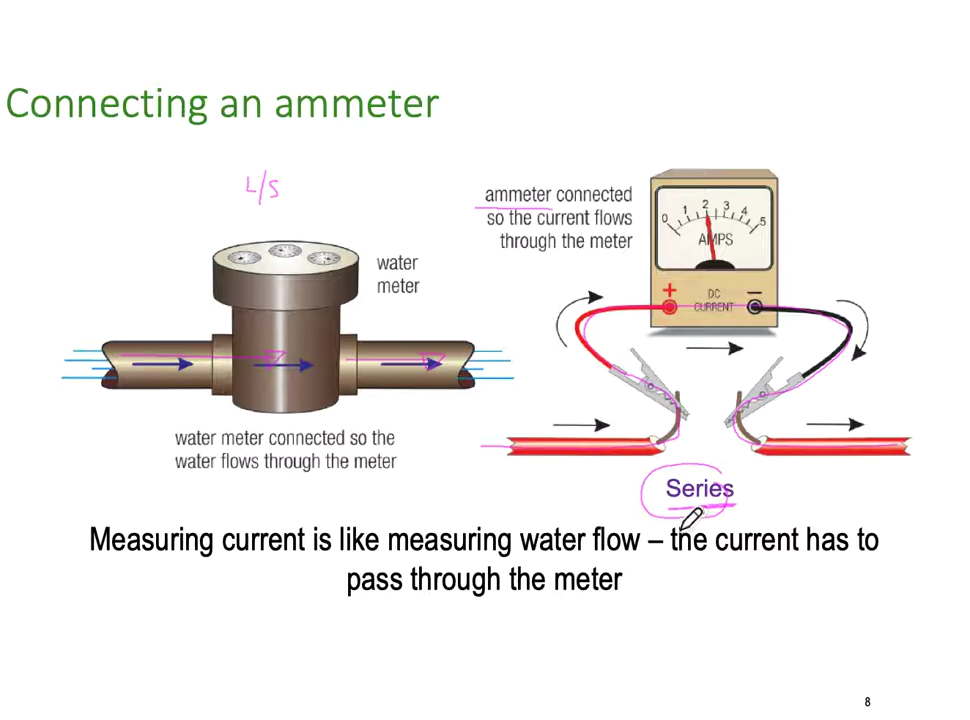 Connecting an ammeter
L/S
water
meter
water meter connected so the
water flows through the meter
ammeter connected
so the current flows
through the meter
0 1 2 3 4 5
AMPS
+ DC −
CURRENT
Series
Measuring current is like measuring water flow – the current has to
pass through the meter
8